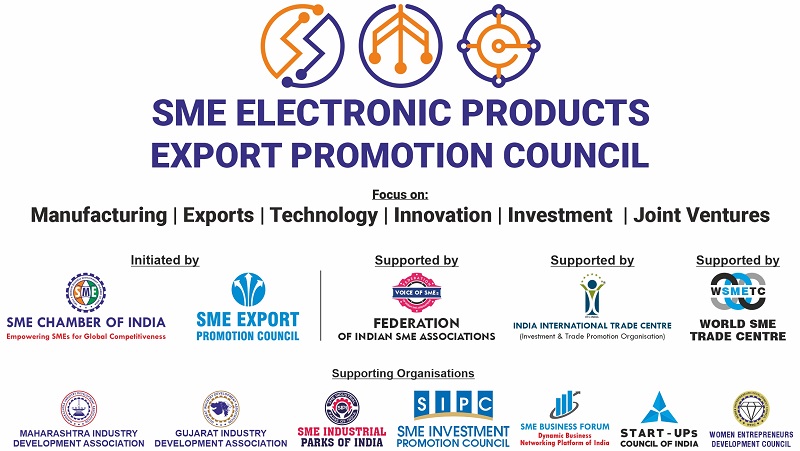 SME ELECTRONIC PRODUCTS
EXPORT PROMOTION COUNCIL
Focus on:
Manufacturing | Exports | Technology | Innovation | Investment | Joint Ventures
Initiated by
Supported by
Supported by
Supported by
SME
SME CHAMBER OF INDIA
Empowering SMEs for Global Competitiveness
SME EXPORT
PROMOTION COUNCIL
VOICE OF SMEs
FEDERATION
OF INDIAN SME ASSOCIATIONS
INDIA INTERNATIONAL TRADE CENTRE
(Investment & Trade Promotion Organisation)
WSMETC
WORLD SME
TRADE CENTRE
Supporting Organisations
MAHARASHTRA INDUSTRY
DEVELOPMENT ASSOCIATION
GUJARAT INDUSTRY
DEVELOPMENT ASSOCIATION
SME INDUSTRIAL
PARKS OF INDIA
SIPC
SME INVESTMENT
PROMOTION COUNCIL
SME BUSINESS FORUM
Dynamic Business
Networking Platform of India
START-UPs
COUNCIL OF INDIA
WOMEN ENTREPRENEURS
DEVELOPMENT COUNCIL